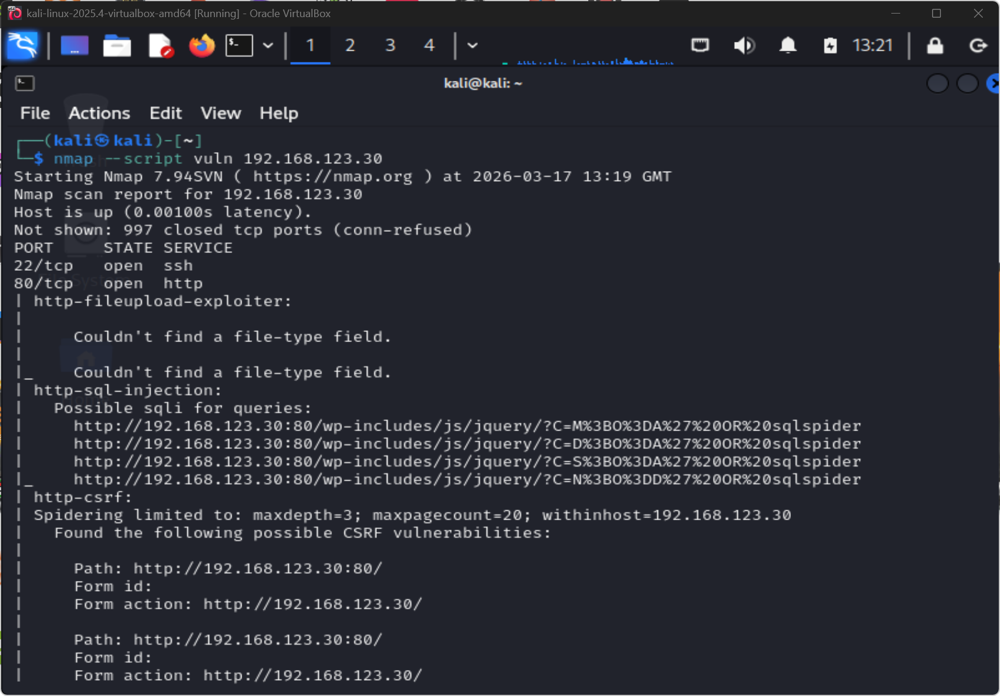 kali-linux-2025.4-virtualbox-amd64 [Running] - Oracle VirtualBox
1 2 3 4 13:21
kali@kali: ~
File Actions Edit View Help
┌──(kali㉿kali)-[~]
└─$ nmap --script vuln 192.168.123.30
Starting Nmap 7.94SVN ( https://nmap.org ) at 2026-03-17 13:19 GMT
Nmap scan report for 192.168.123.30
Host is up (0.00100s latency).
Not shown: 997 closed tcp ports (conn-refused)
PORT   STATE SERVICE
22/tcp open  ssh
80/tcp open  http
| http-fileupload-exploiter:
|
|     Couldn't find a file-type field.
|
|_    Couldn't find a file-type field.
| http-sql-injection:
|   Possible sqli for queries:
|     http://192.168.123.30:80/wp-includes/js/jquery/?C=M%3BO%3DA%27%20OR%20sqlspider
|     http://192.168.123.30:80/wp-includes/js/jquery/?C=D%3BO%3DA%27%20OR%20sqlspider
|     http://192.168.123.30:80/wp-includes/js/jquery/?C=S%3BO%3DA%27%20OR%20sqlspider
|_    http://192.168.123.30:80/wp-includes/js/jquery/?C=N%3BO%3DD%27%20OR%20sqlspider
| http-csrf:
| Spidering limited to: maxdepth=3; maxpagecount=20; withinhost=192.168.123.30
|   Found the following possible CSRF vulnerabilities:
|
|     Path: http://192.168.123.30:80/
|     Form id:
|     Form action: http://192.168.123.30/
|
|     Path: http://192.168.123.30:80/
|     Form id:
|     Form action: http://192.168.123.30/